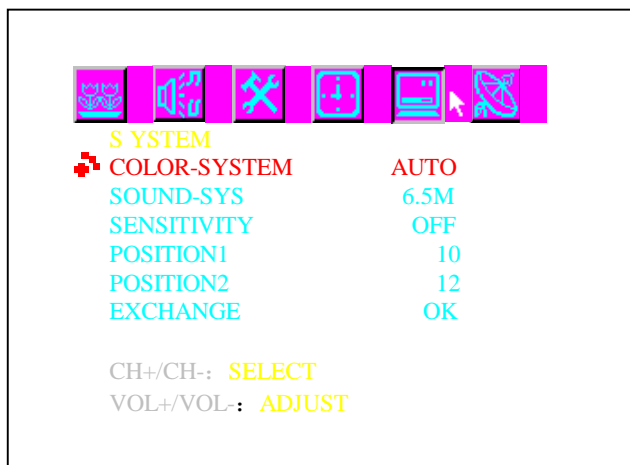 S YSTEM
COLOR-SYSTEM AUTO
SOUND-SYS 6.5M
SENSITIVITY OFF
POSITION1 10
POSITION2 12
EXCHANGE OK
CH+/CH-: SELECT
VOL+/VOL-: ADJUST